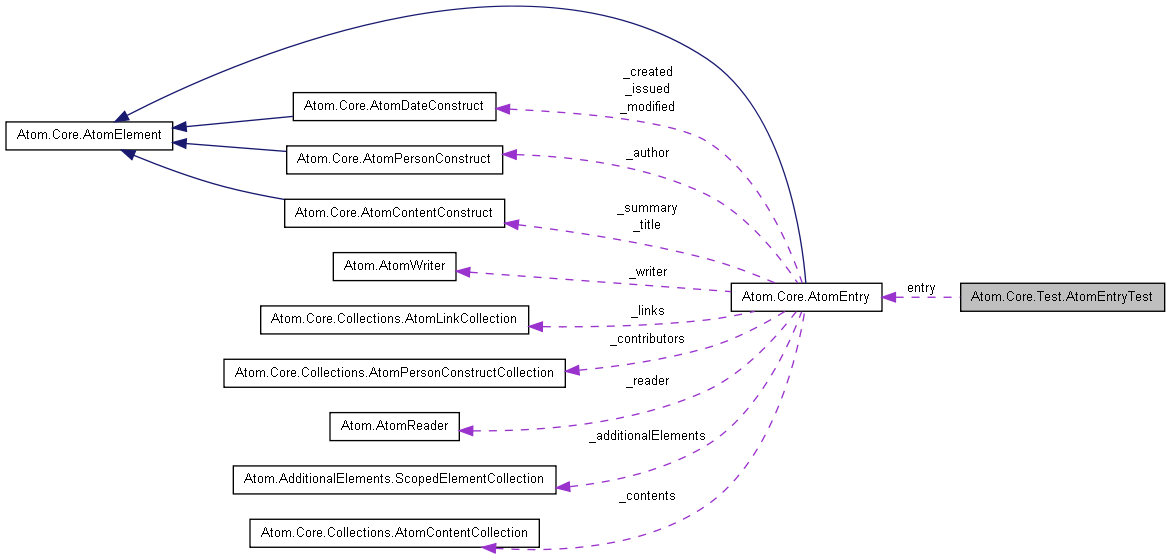 _created
_issued
_modified
Atom.Core.AtomDateConstruct
Atom.Core.AtomElement
_author
Atom.Core.AtomPersonConstruct
_summary
_title
Atom.Core.AtomContentConstruct
Atom.AtomWriter
_writer
entry
Atom.Core.AtomEntry
Atom.Core.Test.AtomEntryTest
_links
Atom.Core.Collections.AtomLinkCollection
_contributors
Atom.Core.Collections.AtomPersonConstructCollection
_reader
Atom.AtomReader
_additionalElements
Atom.AdditionalElements.ScopedElementCollection
_contents
Atom.Core.Collections.AtomContentCollection